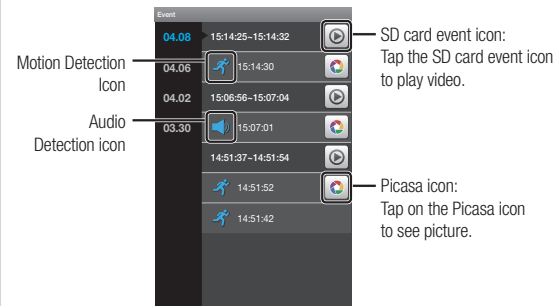 Event
04.08
15:14:25~15:14:32
04.06
15:14:30
04.02
15:06:56~15:07:04
03.30
15:07:01
14:51:37~14:51:54
14:51:52
14:51:42
Motion Detection
Icon
Audio
Detection icon
SD card event icon:
Tap the SD card event icon
to play video.
Picasa icon:
Tap on the Picasa icon
to see picture.